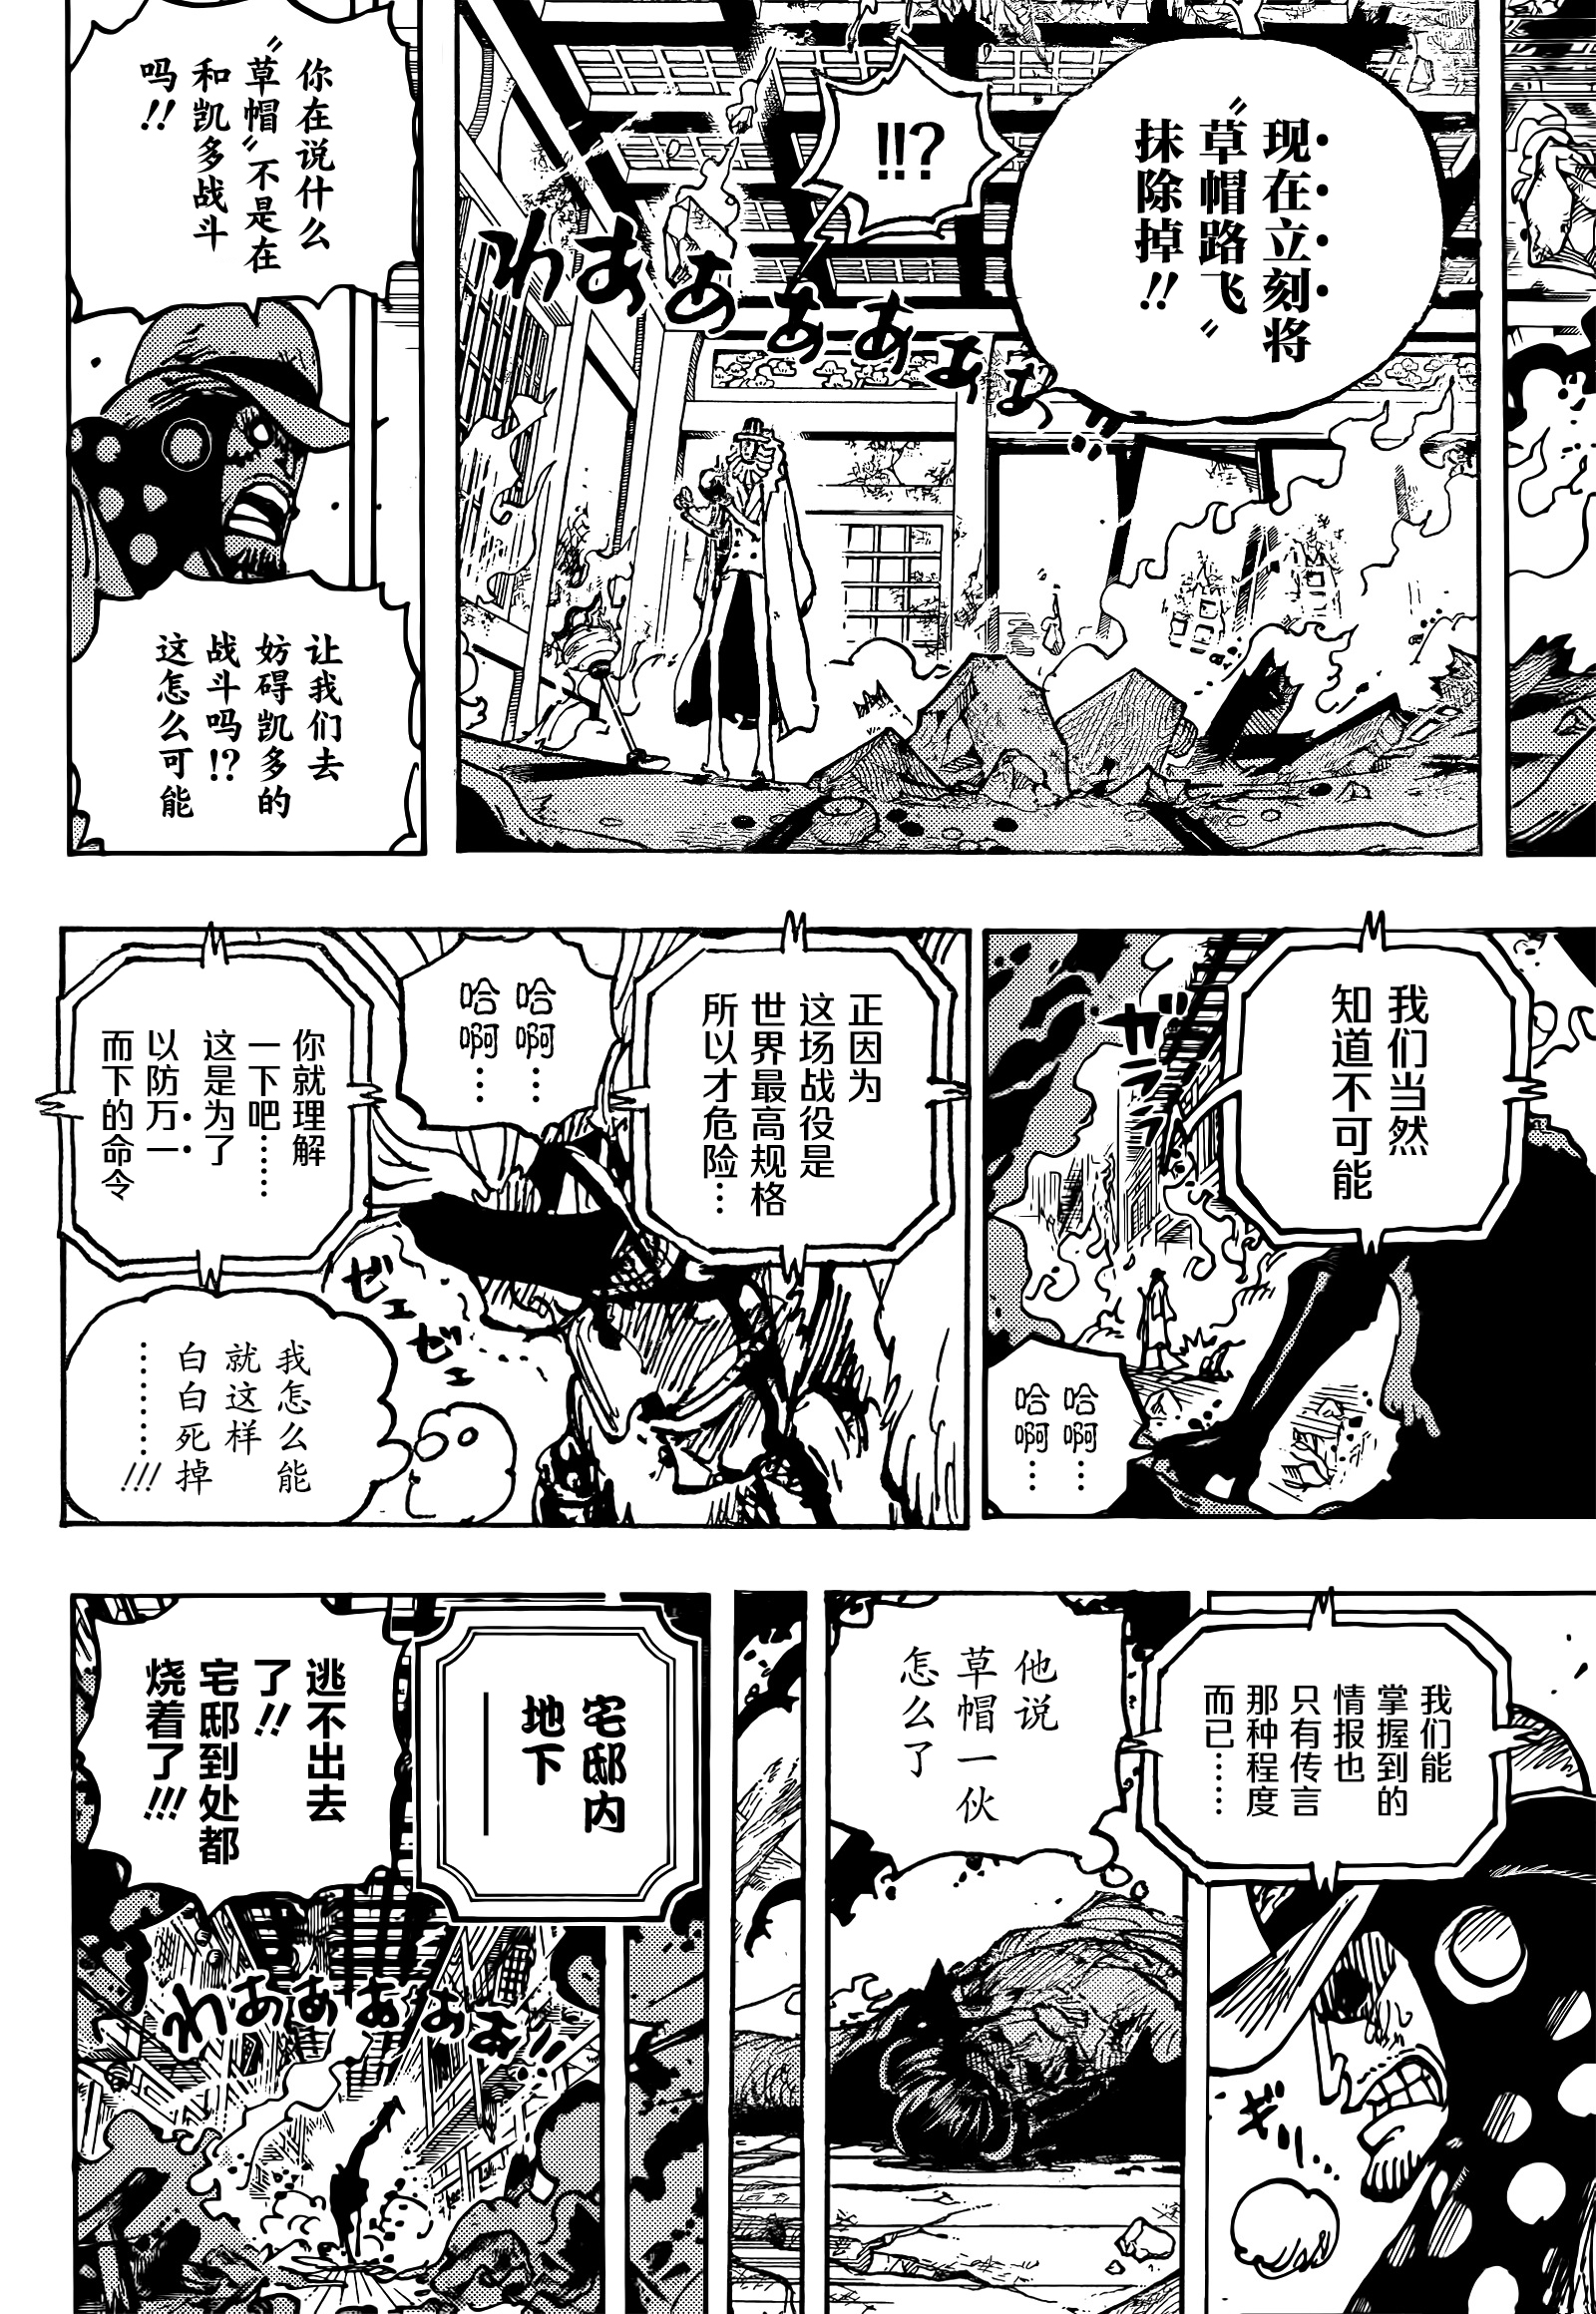 现在立刻将
“草帽路飞”
抹除掉!!
!!?
わああああああ!!
你在说什么
“草帽”不是在
和凯多战斗
吗!!
让我们去
妨碍凯多的
战斗吗!?
这怎么可能
我们当然
知道不可能
ガラ
哈啊…
哈啊…
正因为
这场战役是
世界最高规格
所以才危险…
哈啊…
哈啊…
ゼェ
ゼェ
你就理解
一下吧……
这是为了
以防万一
而下的命令
我怎么能
就这样
白白死掉
………!!!
我们能
掌握到的
情报也
只有传言
那种程度
而已……
ギリ
他说
草帽一伙
怎么了
宅邸内
地下
——
逃不出去
了!!
宅邸到处都
烧着了!!!
わあああああ!!